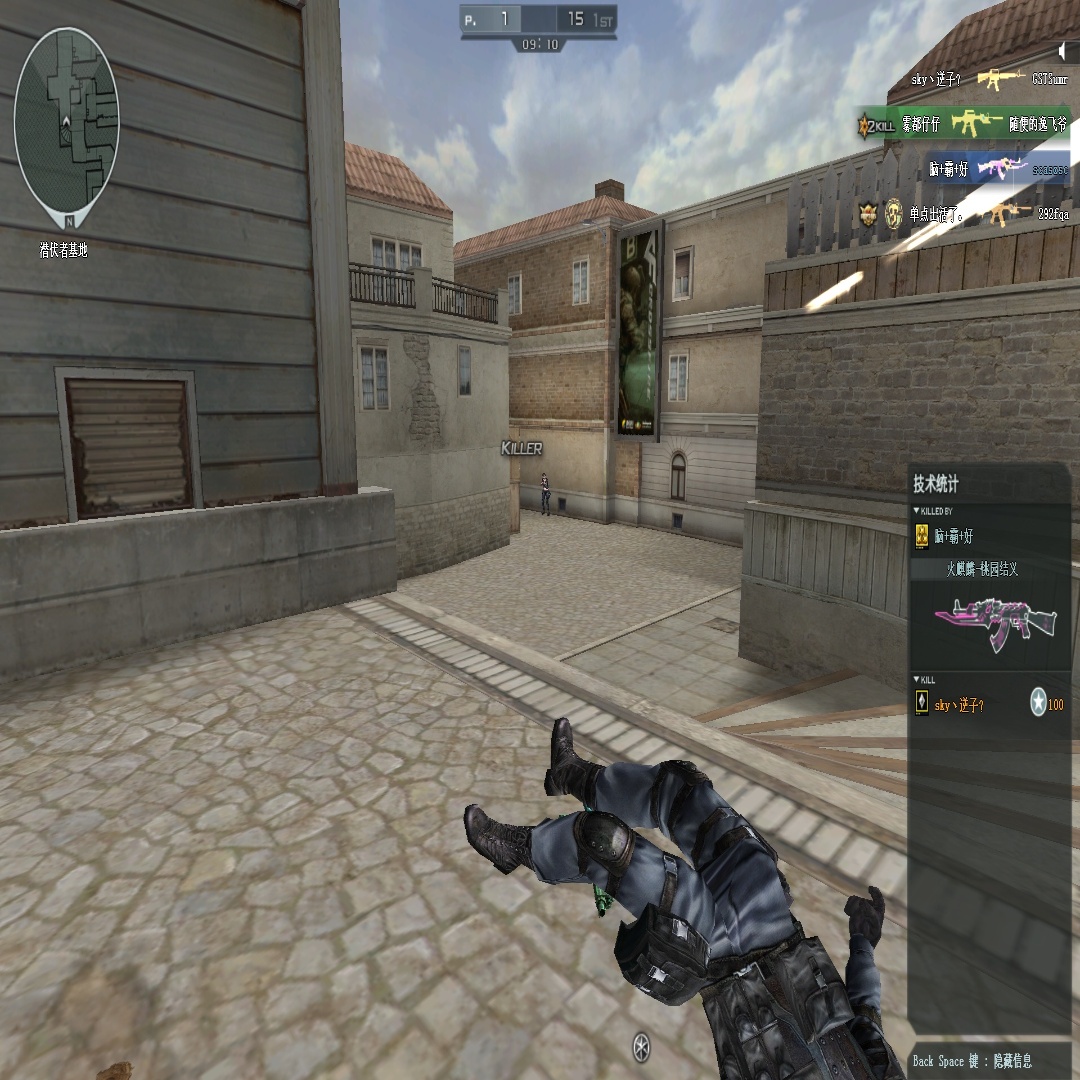 P. 1 15 1ST
09:10
sky丶逆子? CSTSumr
2KILL 雾都仔仔 随便的逸飞爷
脑+霸+好
单点出活了。 292fqa
N
潜伏者基地
KILLER
技术统计
▼KILLED BY
脑+霸+好
火麒麟-桃园结义
▼KILL
sky丶逆子? 100
Back Space 键 : 隐藏信息